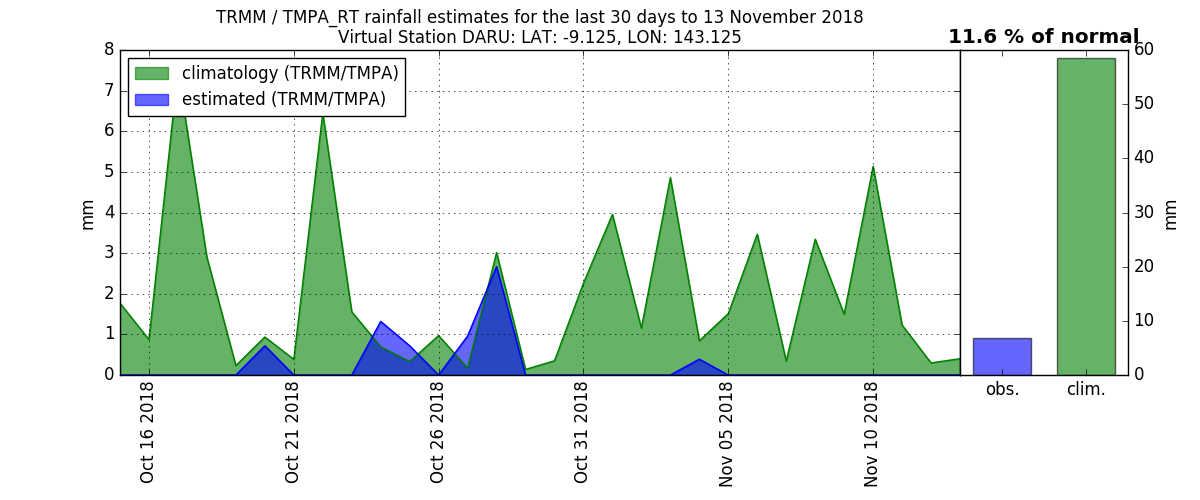 TRMM / TMPA_RT rainfall estimates for the last 30 days to 13 November 2018
Virtual Station DARU: LAT: -9.125, LON: 143.125
11.6 % of normal
climatology (TRMM/TMPA)
estimated (TRMM/TMPA)
8
7
6
5
4
3
2
1
0
mm
Oct 16 2018
Oct 21 2018
Oct 26 2018
Oct 31 2018
Nov 05 2018
Nov 10 2018
obs.
clim.
60
50
40
30
20
10
0
mm